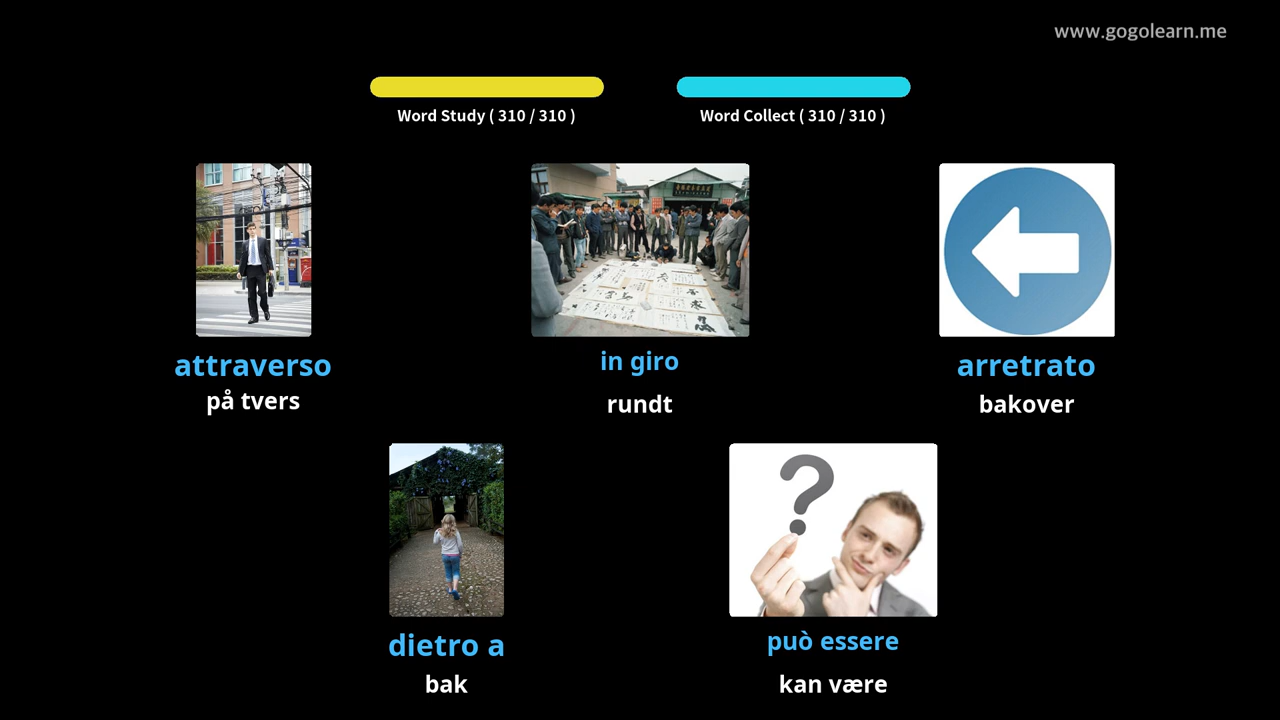 www.gogolearn.me
Word Study ( 310 / 310 )
Word Collect ( 310 / 310 )
attraverso
på tvers
in giro
rundt
arretrato
bakover
dietro a
bak
può essere
kan være